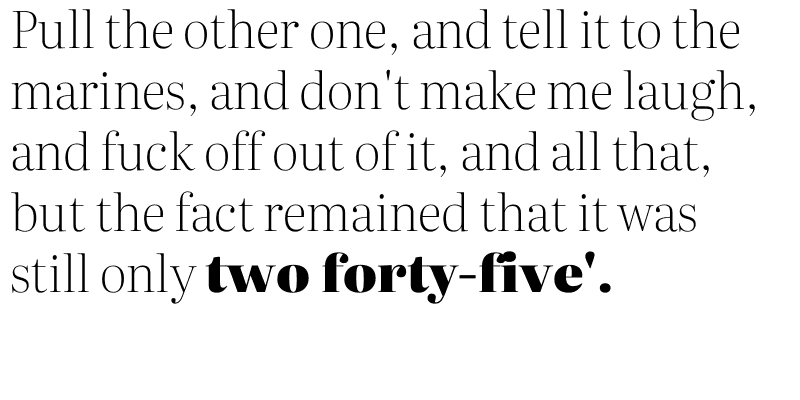 Pull the other one, and tell it to the
marines, and don't make me laugh,
and fuck off out of it, and all that,
but the fact remained that it was
still only two forty-five'.